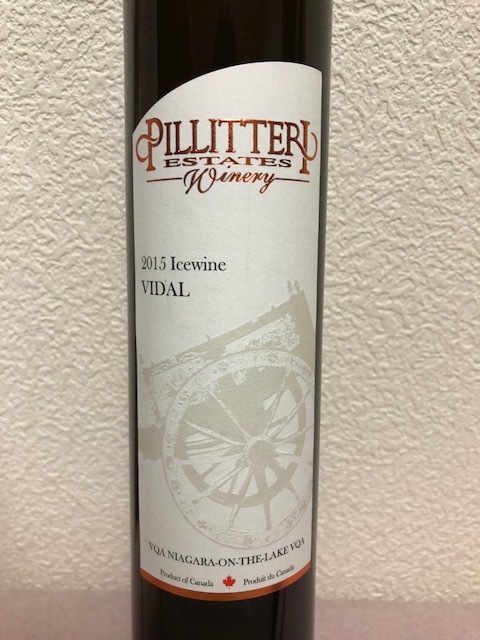 PILLITTERI
ESTATES
Winery
2015 Icewine
VIDAL
VQA NIAGARA-ON-THE-LAKE VQA
Product of Canada Produit du Canada